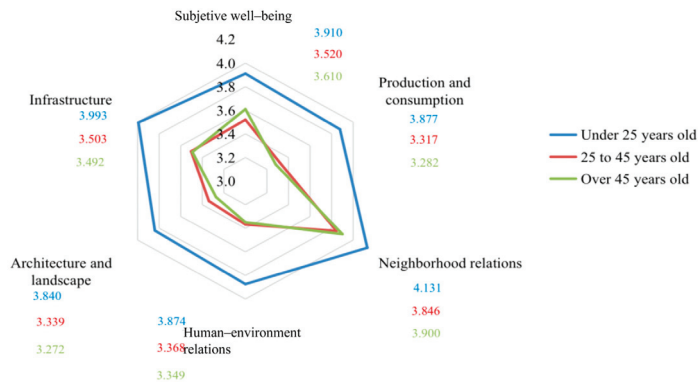 Subjetive well–being
3.910
3.520
3.610
4.2
4.0
3.8
3.6
3.4
3.2
3.0
Production and
consumption
3.877
3.317
3.282
Infrastructure
3.993
3.503
3.492
Under 25 years old
25 to 45 years old
Over 45 years old
Neighborhood relations
4.131
3.846
3.900
Architecture and
landscape
3.840
3.339
3.272
Human–environment
relations
3.874
3.368
3.349